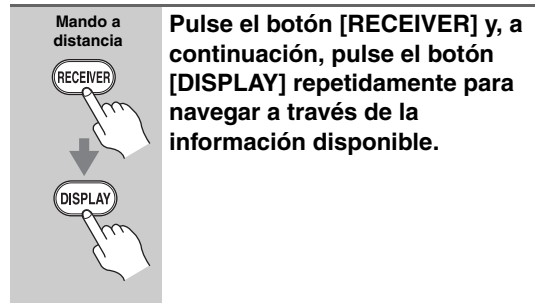 Mando a
distancia
RECEIVER
DISPLAY
Pulse el botón [RECEIVER] y, a
continuación, pulse el botón
[DISPLAY] repetidamente para
navegar a través de la
información disponible.